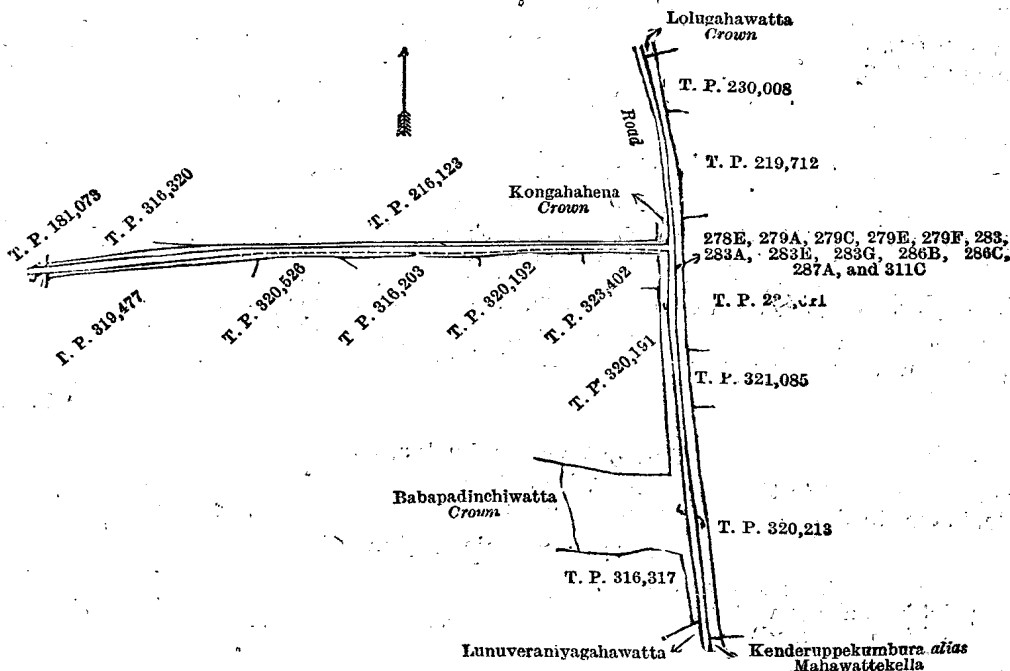 Lolugahawatta
Crown
T. P. 230,008
Road
T. P. 219,712
Kongahahena
Crown
T. P. 181,073
T. P. 316,320
T. P. 216,123
278E, 279A, 279C, 279E, 279F, 283,
283A, 283E, 283G, 286B, 286C,
287A, and 311C
T. P. 319,477
T. P. 320,526
T. P. 316,203
T. P. 320,192
T. P. 323,402
T. P.
T. P. 320,191
T. P. 321,085
Babapadinchiwatta
Crown
T. P. 320,213
T. P. 316,317
Lunuveraniyagahawatta
Kenderuppekumbura alias
Mahawattekella